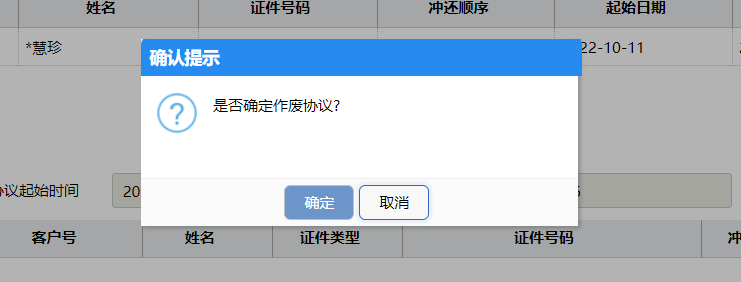 姓名 证件号码 冲还顺序 起始日期
*慧珍 22-10-11
确认提示
是否确定作废协议?
议起始时间 20
确定 取消
客户号 姓名 证件类型 证件号码 冲